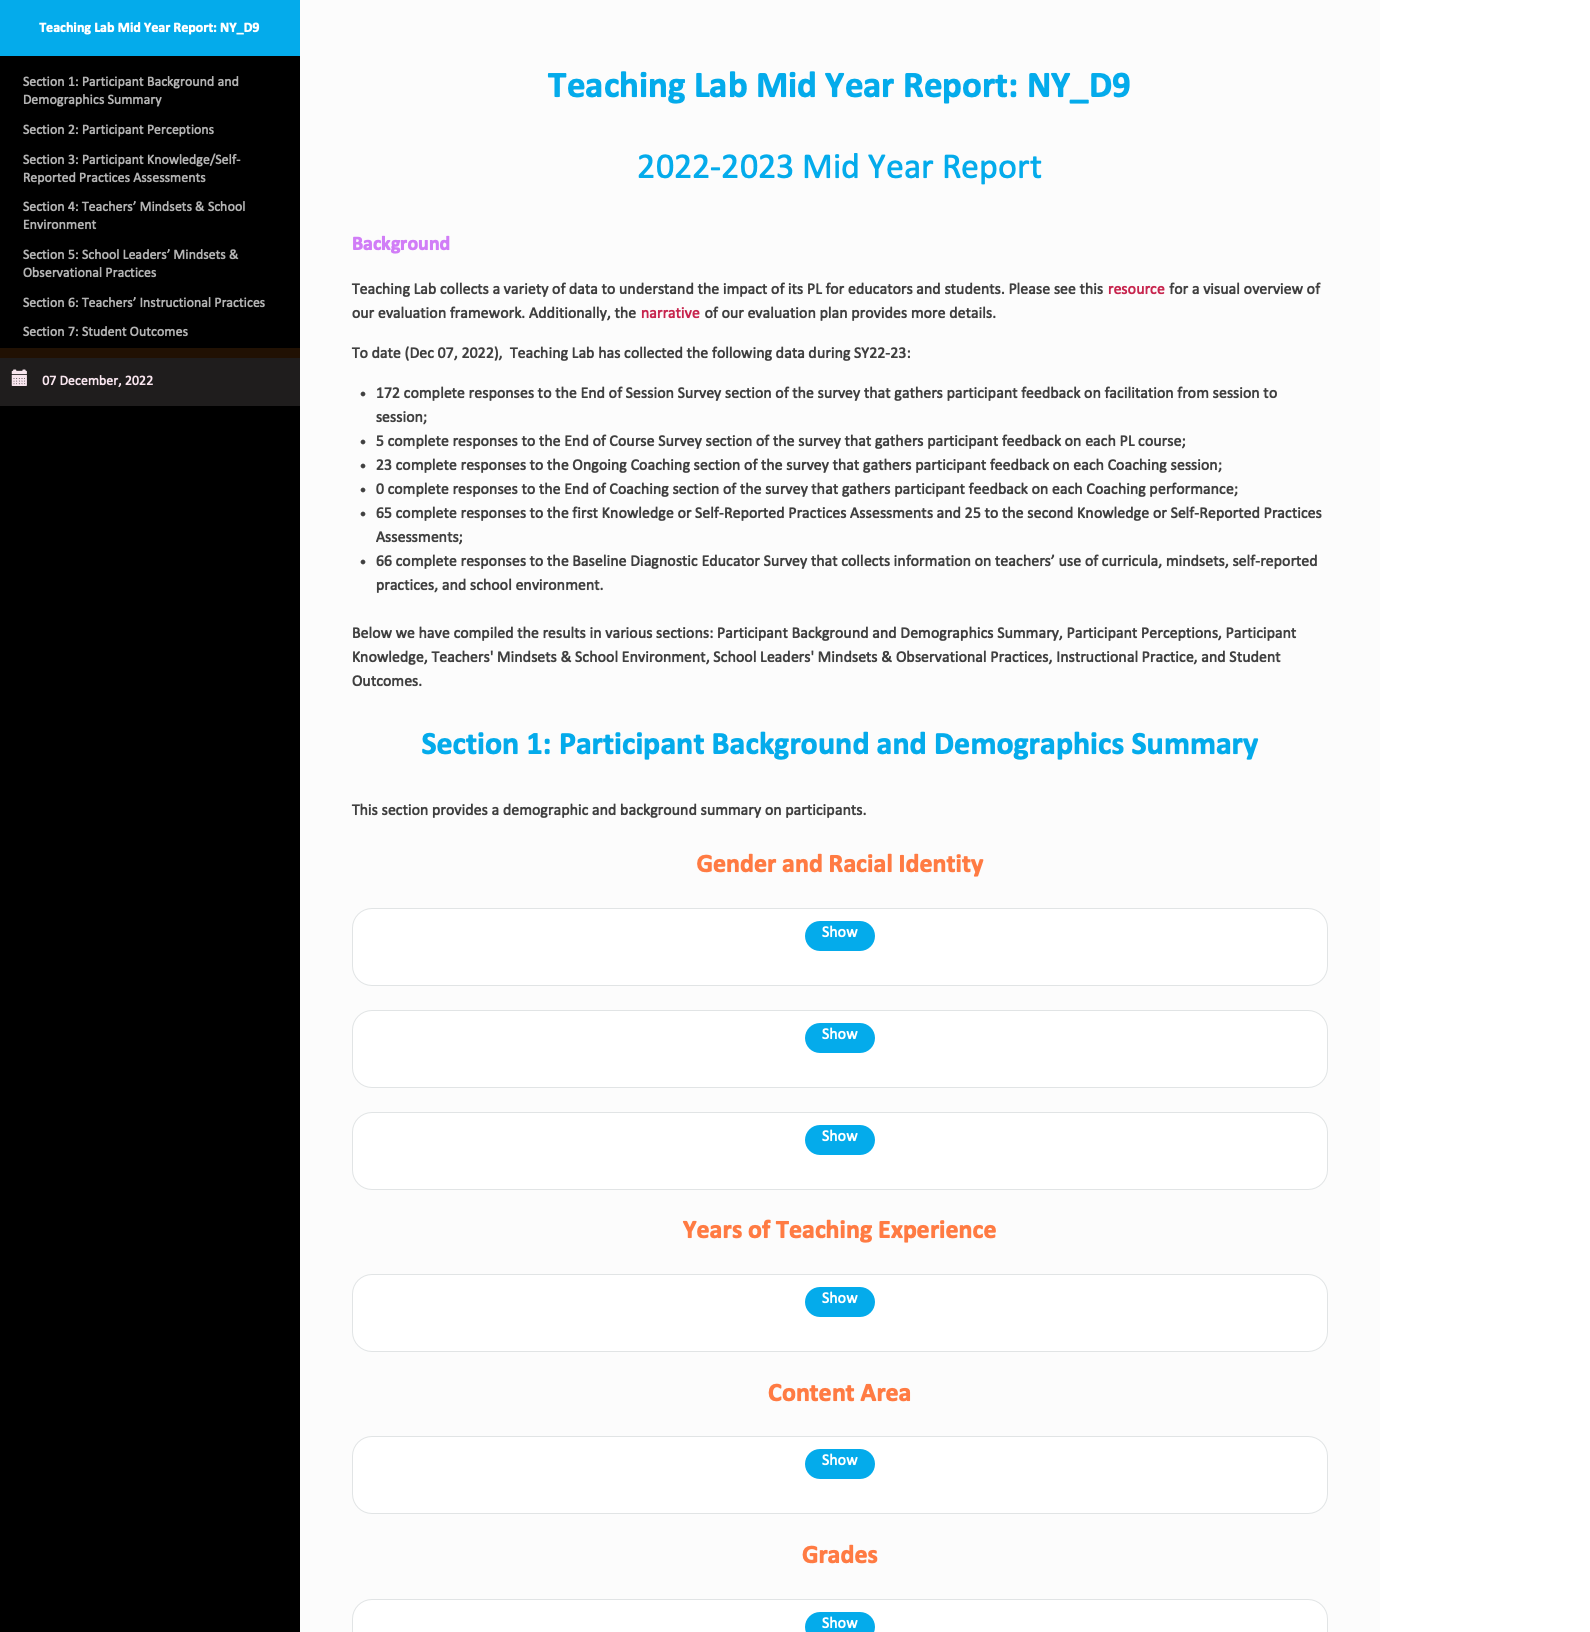 Teaching Lab Mid Year Report: NY_D9
Section 1: Participant Background and
Demographics Summary
Section 2: Participant Perceptions
Section 3: Participant Knowledge/Self-
Reported Practices Assessments
Section 4: Teachers’ Mindsets & School
Environment
Section 5: School Leaders’ Mindsets &
Observational Practices
Section 6: Teachers’ Instructional Practices
Section 7: Student Outcomes
07 December, 2022
Teaching Lab Mid Year Report: NY_D9
2022-2023 Mid Year Report
Background
Teaching Lab collects a variety of data to understand the impact of its PL for educators and students. Please see this resource for a visual overview of
our evaluation framework. Additionally, the narrative of our evaluation plan provides more details.
To date (Dec 07, 2022),  Teaching Lab has collected the following data during SY22-23:
• 172 complete responses to the End of Session Survey section of the survey that gathers participant feedback on facilitation from session to
session;
• 5 complete responses to the End of Course Survey section of the survey that gathers participant feedback on each PL course;
• 23 complete responses to the Ongoing Coaching section of the survey that gathers participant feedback on each Coaching session;
• 0 complete responses to the End of Coaching section of the survey that gathers participant feedback on each Coaching performance;
• 65 complete responses to the first Knowledge or Self-Reported Practices Assessments and 25 to the second Knowledge or Self-Reported Practices
Assessments;
• 66 complete responses to the Baseline Diagnostic Educator Survey that collects information on teachers’ use of curricula, mindsets, self-reported
practices, and school environment.
Below we have compiled the results in various sections: Participant Background and Demographics Summary, Participant Perceptions, Participant
Knowledge, Teachers' Mindsets & School Environment, School Leaders' Mindsets & Observational Practices, Instructional Practice, and Student
Outcomes.
Section 1: Participant Background and Demographics Summary
This section provides a demographic and background summary on participants.
Gender and Racial Identity
Show
Show
Show
Years of Teaching Experience
Show
Content Area
Show
Grades
Show